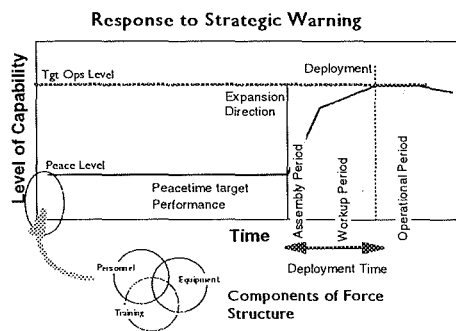 Response to Strategic Warning
Level of Capability
Tgt Ops Level
Deployment
Expansion
Direction
Peace Level
Peacetime target
Performance
Assembly Period
Workup Period
Operational Period
Time
Deployment Time
Personnel
Equipment
Training
Components of Force
Structure